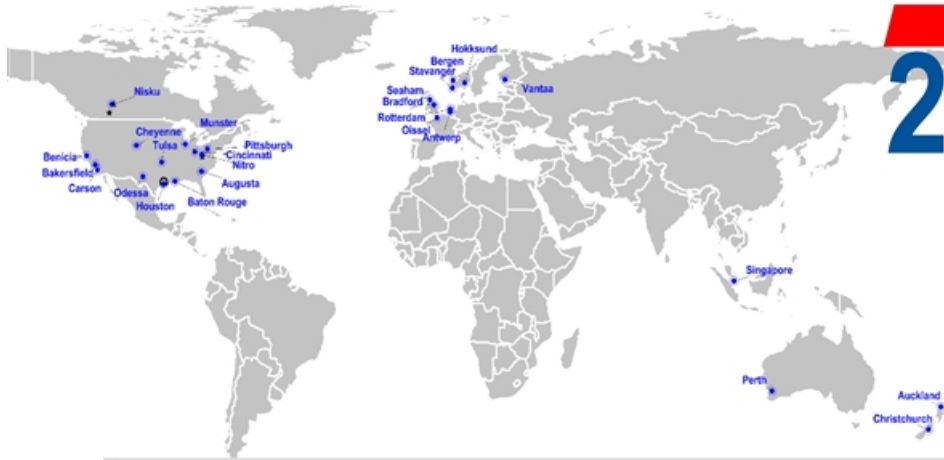 2
Hokksund
Bergen
Stavanger
Vantaa
Seaham
Bradford
Rotterdam
Oissel
Antwerp
Nisku
Munster
Cheyenne
Tulsa
Pittsburgh
Cincinnati
Nitro
Benicia
Bakersfield
Carson
Augusta
Odessa
Baton Rouge
Houston
Singapore
Perth
Auckland
Christchurch